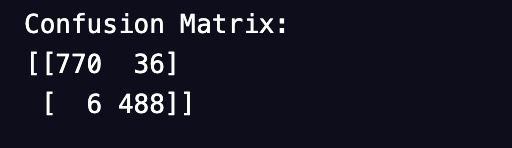 Confusion Matrix:
[[770  36]
 [  6 488]]